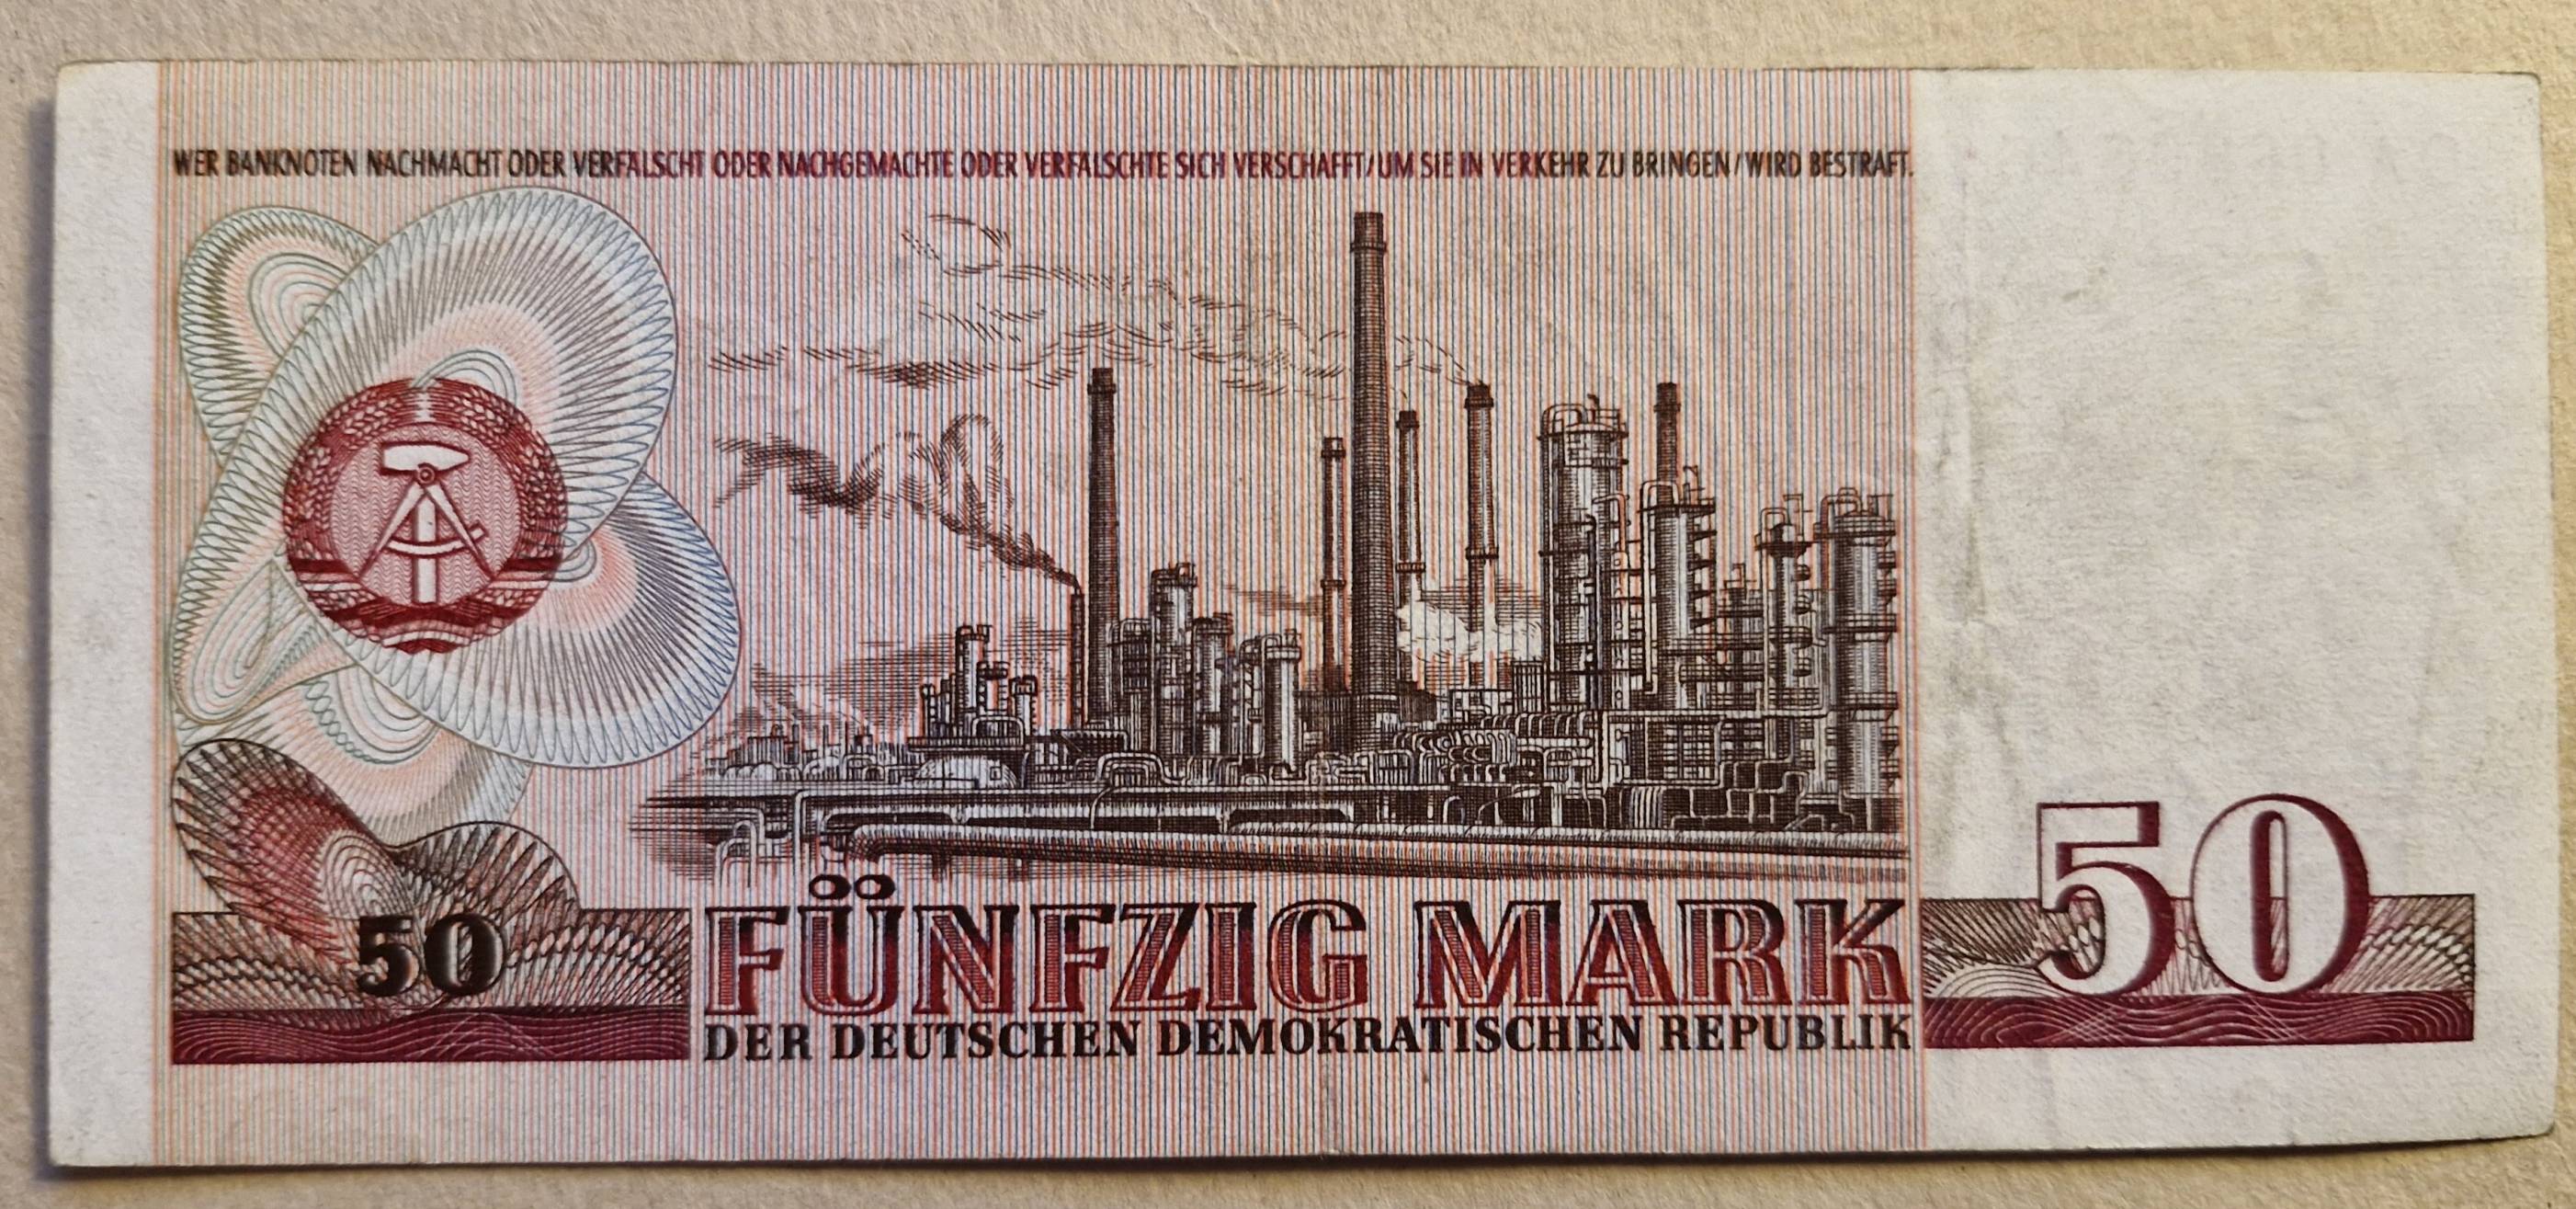 WER BANKNOTEN NACHMACHT ODER VERFÄLSCHT ODER NACHGEMACHTE ODER VERFÄLSCHTE SICH VERSCHAFFT/UM SIE IN VERKEHR ZU BRINGEN/WIRD BESTRAFT.
50
FÜNFZIG MARK
DER DEUTSCHEN DEMOKRATISCHEN REPUBLIK
50